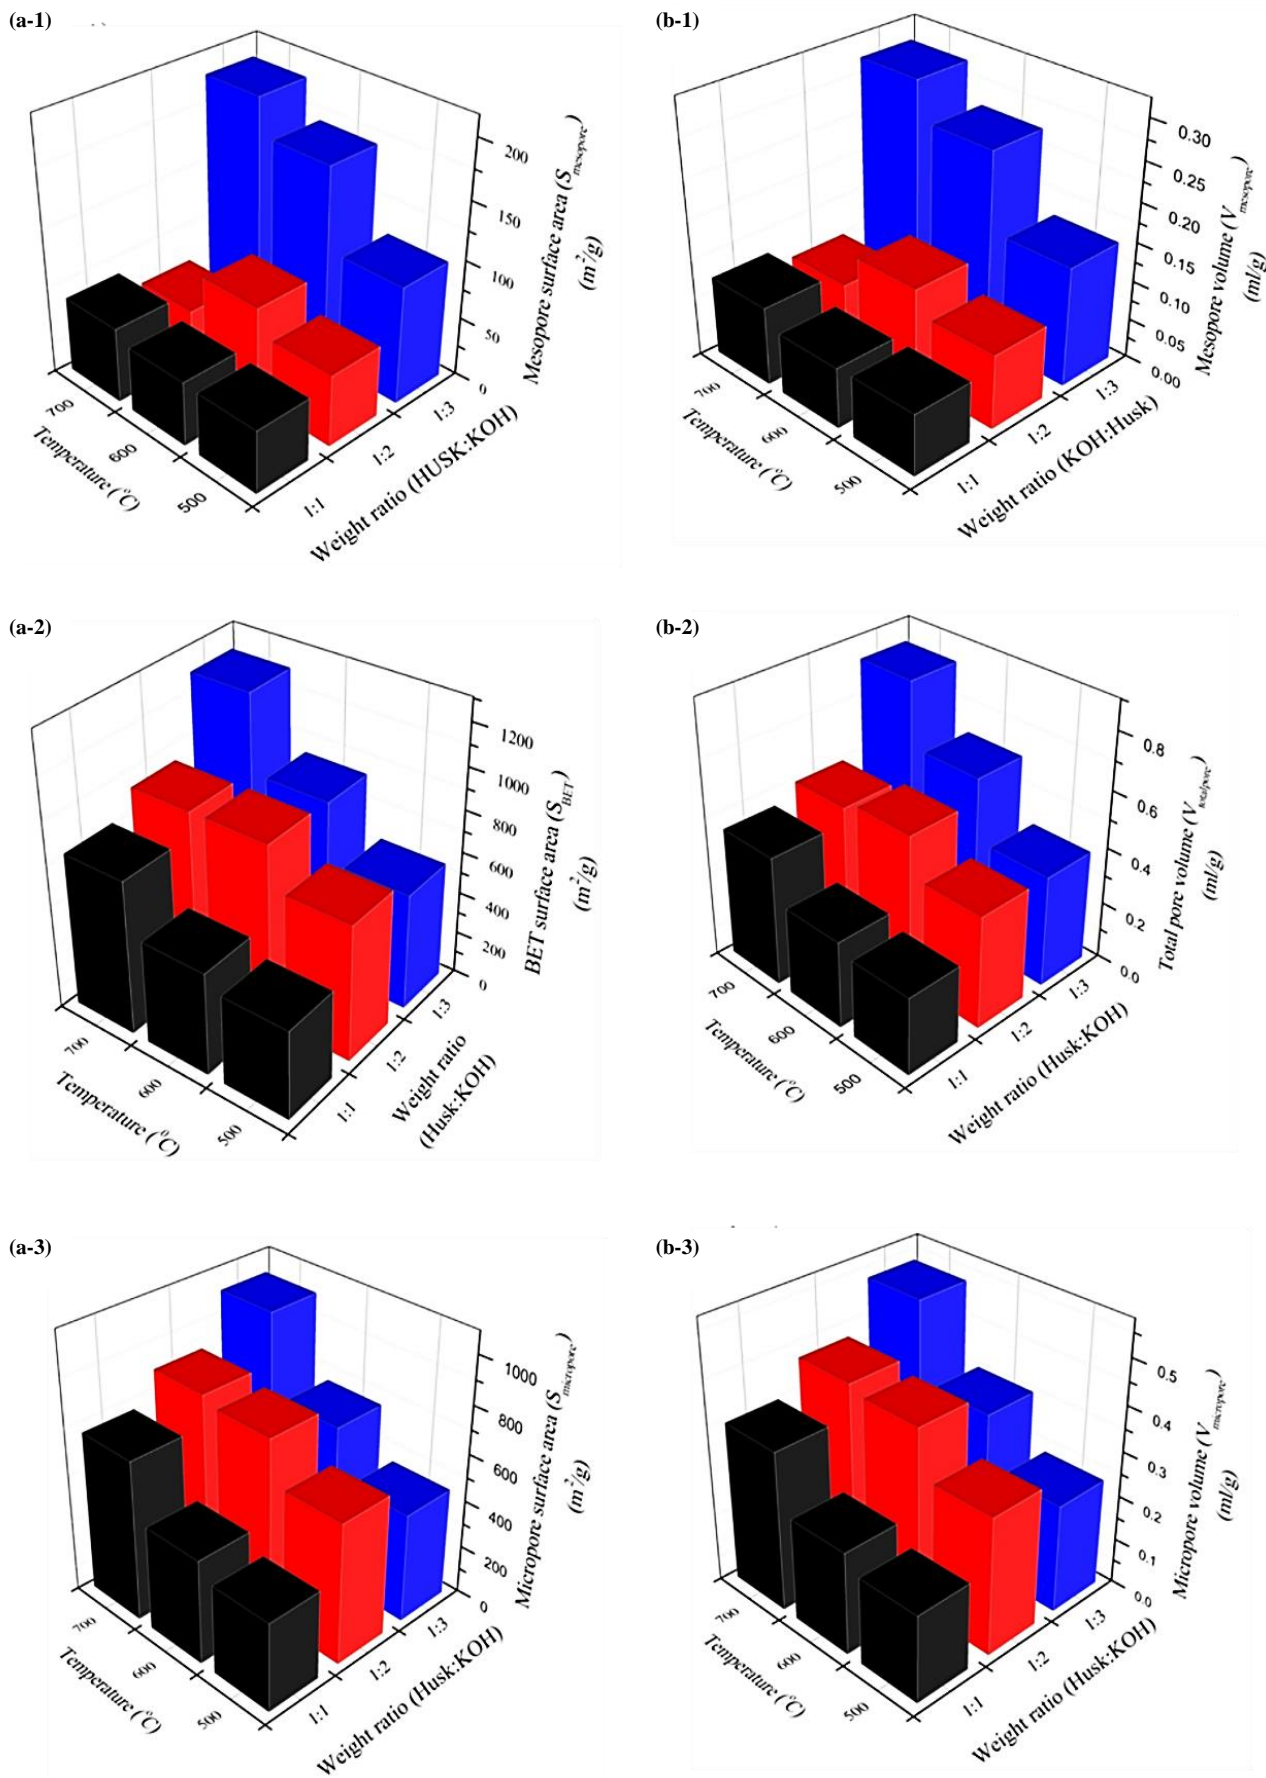 (a-1)
200
150
100
50
0
Mesopore surface area (S mesopore)
(m²/g)
700
600
500
Temperature (°C)
1:1
1:2
1:3
Weight ratio (HUSK:KOH)
(b-1)
0.30
0.25
0.20
0.15
0.10
0.05
0.00
Mesopore volume (V mesopore)
(ml/g)
700
600
500
Temperature (°C)
1:1
1:2
1:3
Weight ratio (KOH:Husk)
(a-2)
1200
1000
800
600
400
200
0
BET surface area (S BET)
(m²/g)
700
600
500
Temperature (°C)
1:1
1:2
1:3
Weight ratio
(Husk:KOH)
(b-2)
0.8
0.6
0.4
0.2
0.0
Total pore volume (V totalpore)
(ml/g)
700
600
500
Temperature (°C)
1:1
1:2
1:3
Weight ratio (Husk:KOH)
(a-3)
1000
800
600
400
200
0
Micropore surface area (S micropore)
(m²/g)
700
600
500
Temperature (°C)
1:1
1:2
1:3
Weight ratio (Husk:KOH)
(b-3)
0.5
0.4
0.3
0.2
0.1
0.0
Micropore volume (V micropore)
(ml/g)
700
600
500
Temperature (°C)
1:1
1:2
1:3
Weight ratio (Husk:KOH)